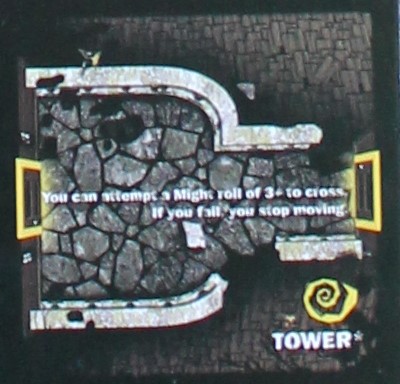 You can attempt a Might roll of 3+ to cross.
If you fail, you stop moving.
TOWER*